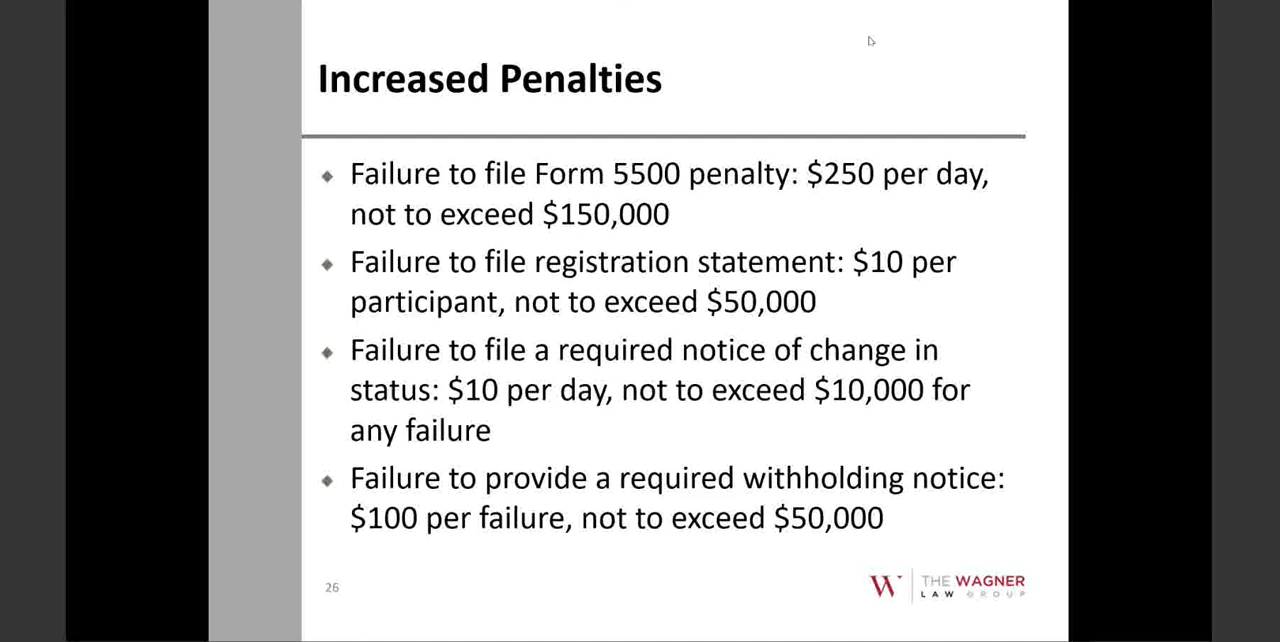 Increased Penalties
Failure to file Form 5500 penalty: $250 per day,
not to exceed $150,000
Failure to file registration statement: $10 per
participant, not to exceed $50,000
Failure to file a required notice of change in
status: $10 per day, not to exceed $10,000 for
any failure
Failure to provide a required withholding notice:
$100 per failure, not to exceed $50,000
26
W
THE WAGNER
LAW GROUP